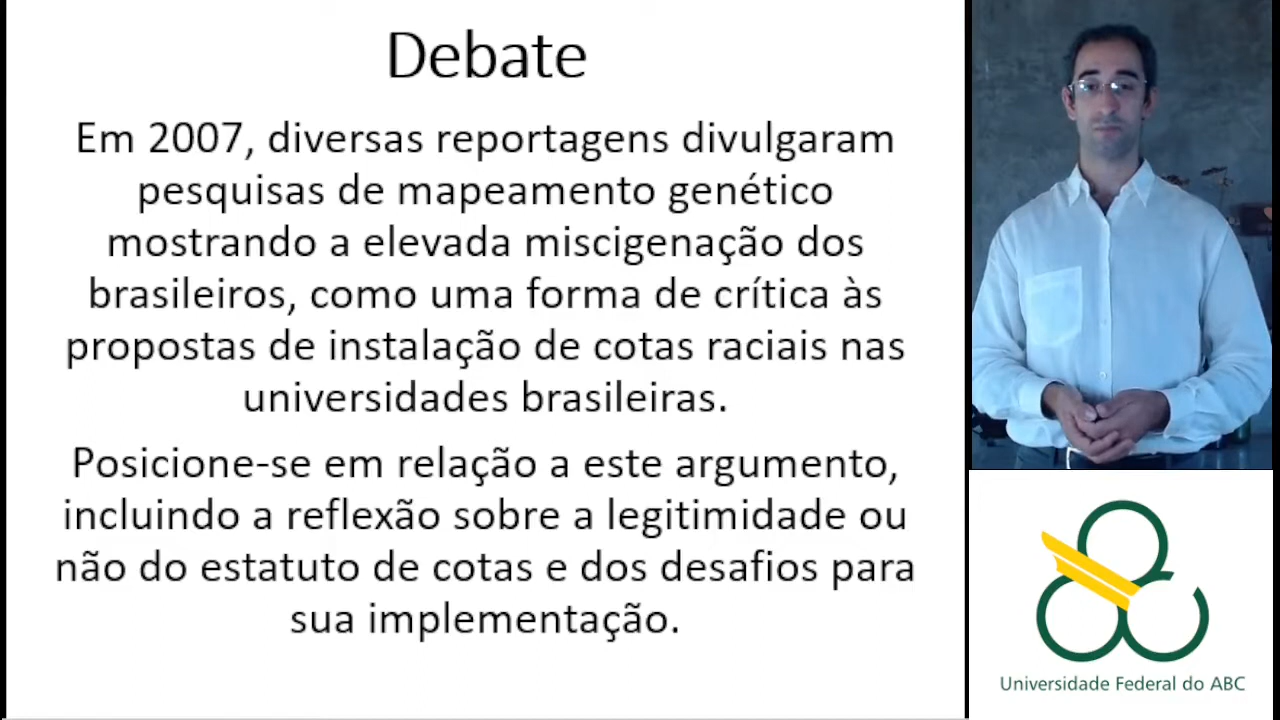 Debate
Em 2007, diversas reportagens divulgaram
pesquisas de mapeamento genético
mostrando a elevada miscigenação dos
brasileiros, como uma forma de crítica às
propostas de instalação de cotas raciais nas
universidades brasileiras.
Posicione-se em relação a este argumento,
incluindo a reflexão sobre a legitimidade ou
não do estatuto de cotas e dos desafios para
sua implementação.
Universidade Federal do ABC